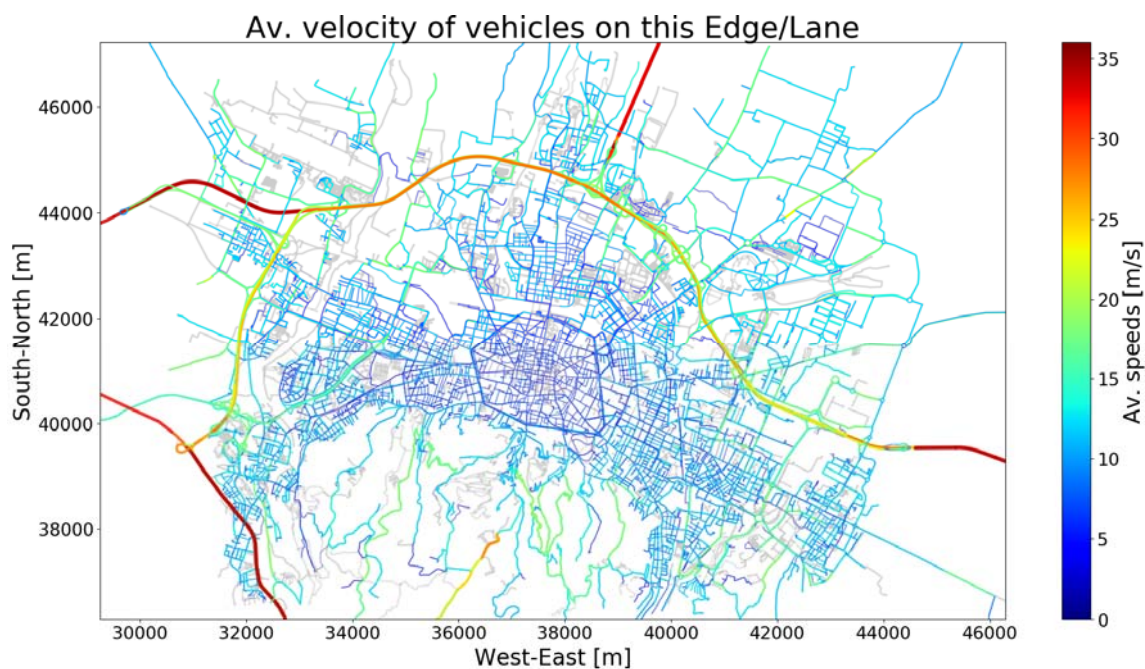 Av. velocity of vehicles on this Edge/Lane
46000
44000
42000
40000
38000
South-North [m]
30000 32000 34000 36000 38000 40000 42000 44000 46000
West-East [m]
35
30
25
20
15
10
5
0
Av. speeds [m/s]